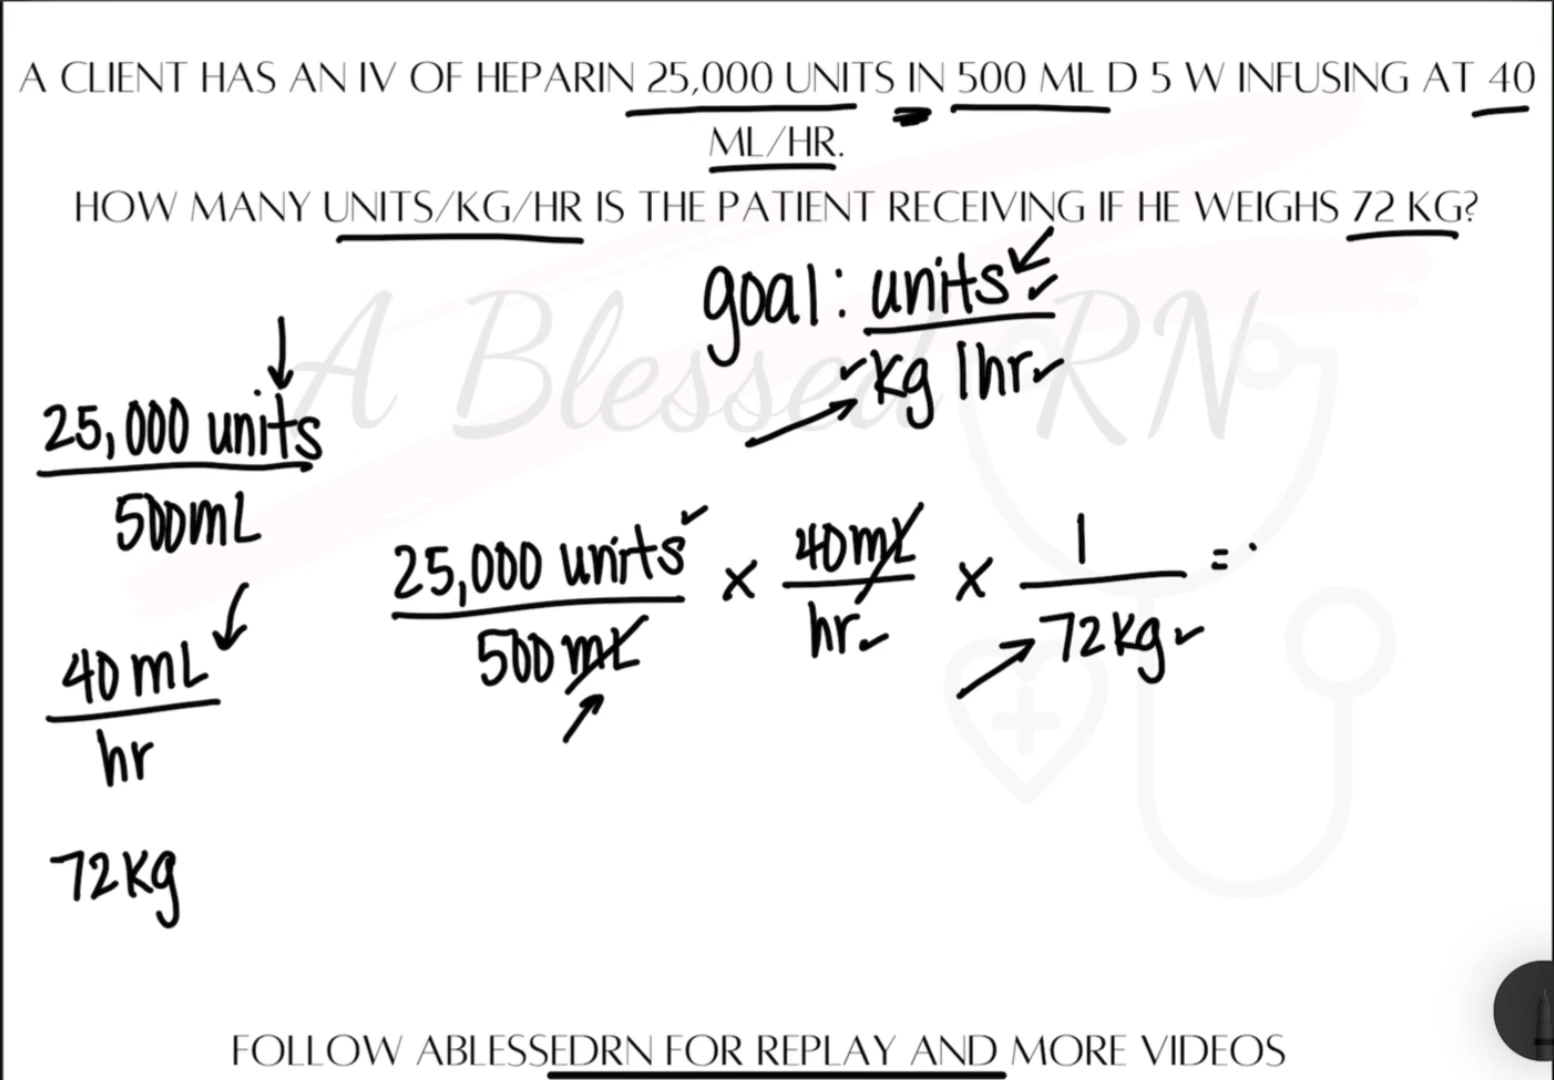 A CLIENT HAS AN IV OF HEPARIN 25,000 UNITS IN 500 ML D 5 W INFUSING AT 40
ML/HR.
HOW MANY UNITS/KG/HR IS THE PATIENT RECEIVING IF HE WEIGHS 72 KG?
goal: units
kg | hr
A Blessed RN
25,000 units
500mL
25,000 units x 40mL x 1 =
500 mL hr 72kg
40 mL
hr
72kg
FOLLOW ABLESSEDRN FOR REPLAY AND MORE VIDEOS